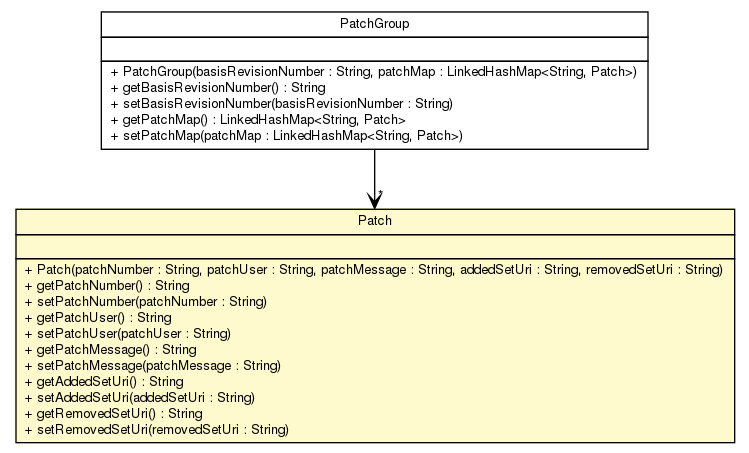 PatchGroup
+ PatchGroup(basisRevisionNumber : String, patchMap : LinkedHashMap<String, Patch>)
+ getBasisRevisionNumber() : String
+ setBasisRevisionNumber(basisRevisionNumber : String)
+ getPatchMap() : LinkedHashMap<String, Patch>
+ setPatchMap(patchMap : LinkedHashMap<String, Patch>)
*
Patch
+ Patch(patchNumber : String, patchUser : String, patchMessage : String, addedSetUri : String, removedSetUri : String)
+ getPatchNumber() : String
+ setPatchNumber(patchNumber : String)
+ getPatchUser() : String
+ setPatchUser(patchUser : String)
+ getPatchMessage() : String
+ setPatchMessage(patchMessage : String)
+ getAddedSetUri() : String
+ setAddedSetUri(addedSetUri : String)
+ getRemovedSetUri() : String
+ setRemovedSetUri(removedSetUri : String)